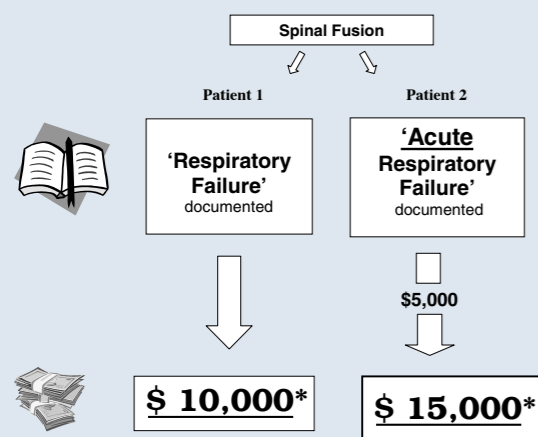 Spinal Fusion
Patient 1
Patient 2
‘Respiratory
Failure’
documented
‘Acute
Respiratory
Failure’
documented
$5,000
$ 10,000*
$ 15,000*